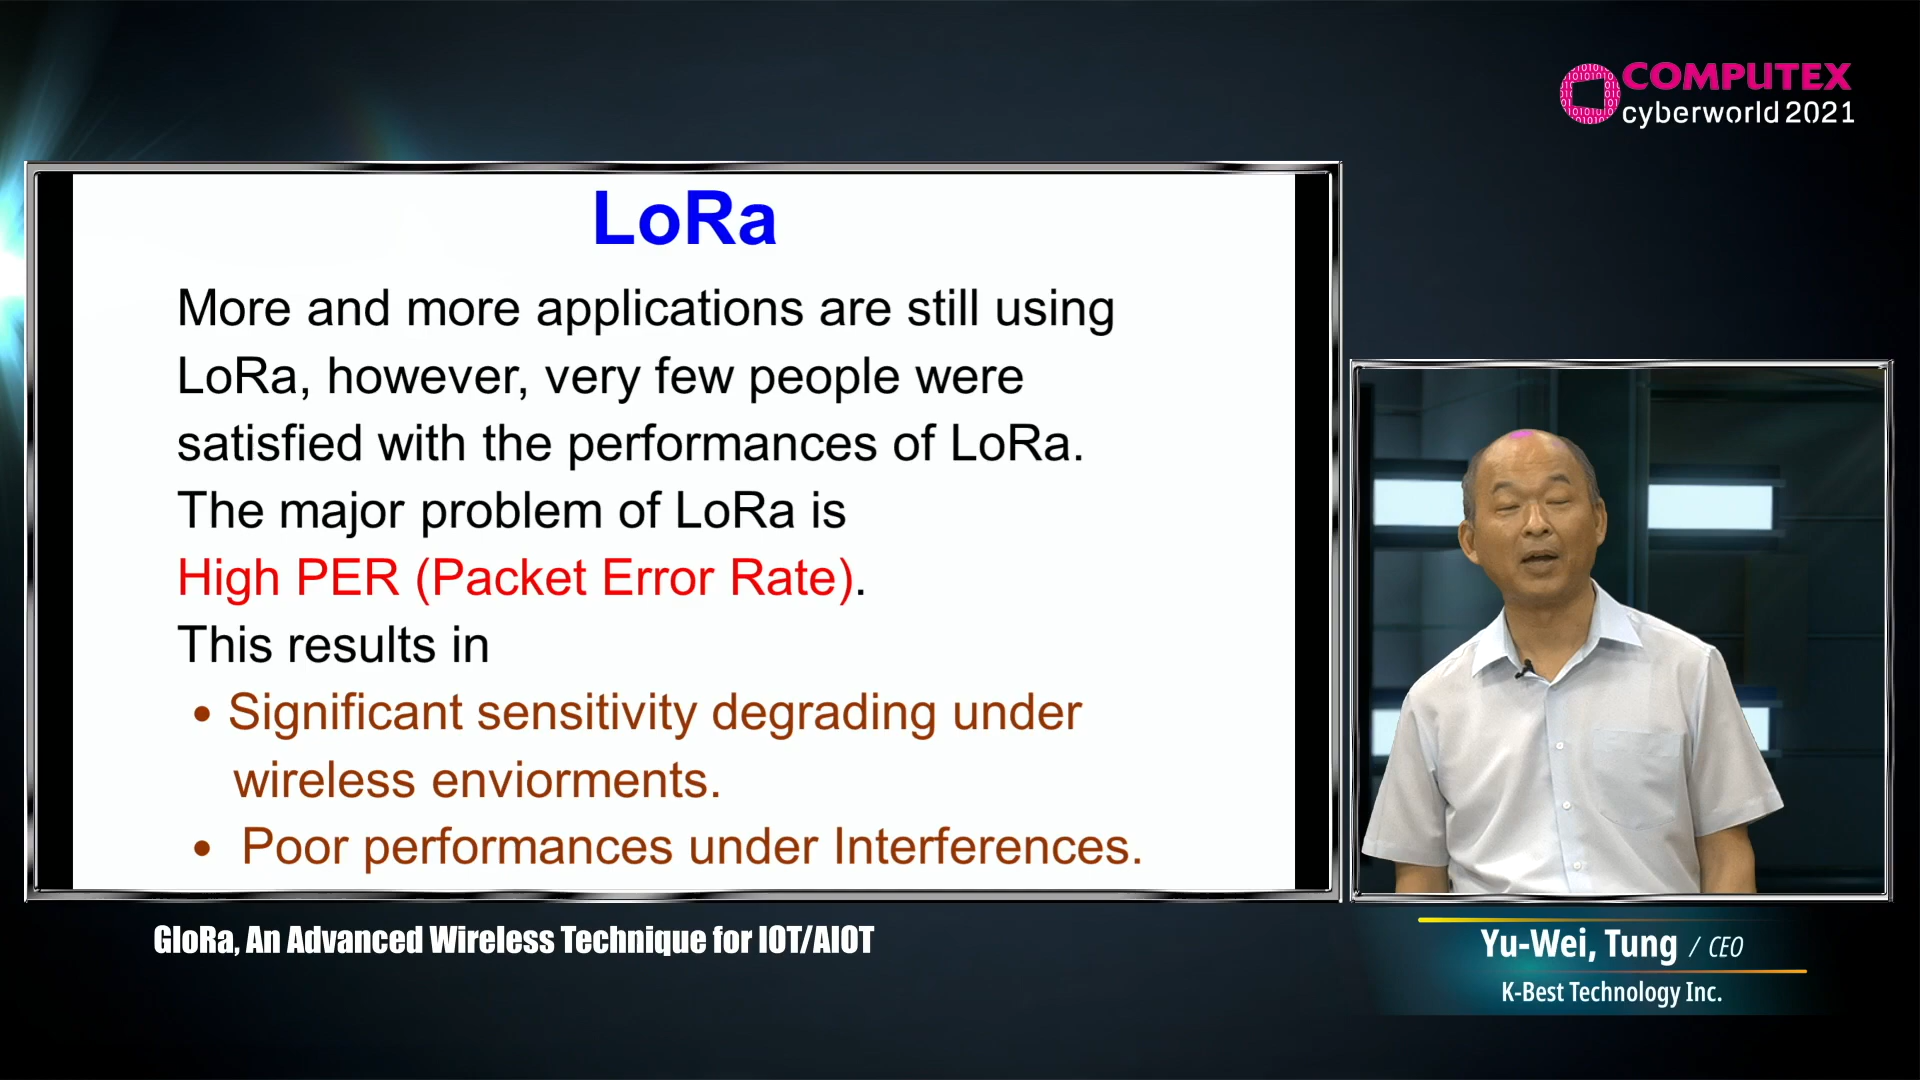 COMPUTEX
cyberworld 2021
LoRa
More and more applications are still using
LoRa, however, very few people were
satisfied with the performances of LoRa.
The major problem of LoRa is
High PER (Packet Error Rate).
This results in
• Significant sensitivity degrading under
wireless enviorments.
• Poor performances under Interferences.
GloRa, An Advanced Wireless Technique for IOT/AIOT
Yu-Wei, Tung / CEO
K-Best Technology Inc.